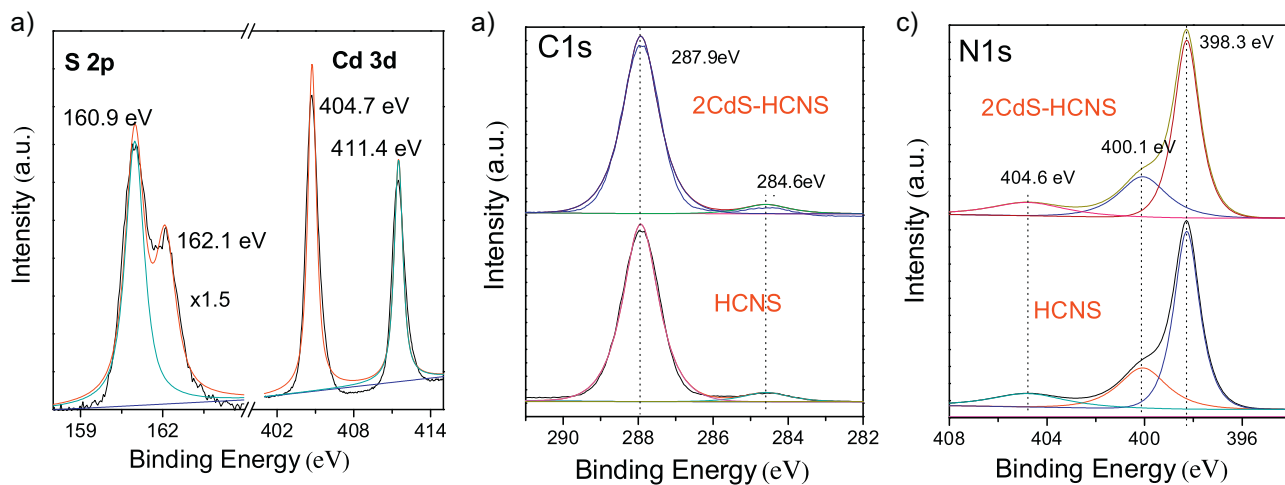 a)
S 2p
Cd 3d
160.9 eV
404.7 eV
411.4 eV
162.1 eV
x1.5
Intensity (a.u.)
159 162 402 408 414
Binding Energy (eV)
a)
C1s
287.9eV
2CdS-HCNS
284.6eV
HCNS
Intensity (a.u.)
290 288 286 284 282
Binding Energy (eV)
c)
N1s
398.3 eV
2CdS-HCNS
400.1 eV
404.6 eV
HCNS
Intensity (a.u.)
408 404 400 396
Binding Energy (eV)